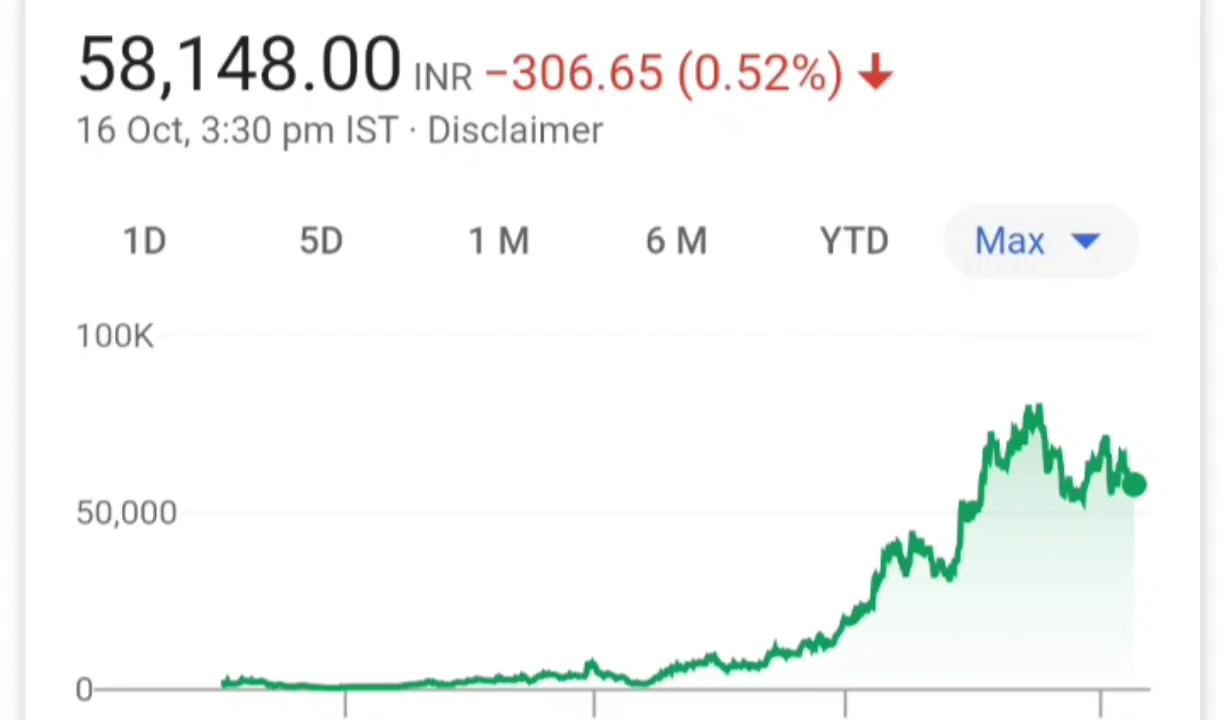 58,148.00 INR −306.65 (0.52%)
16 Oct, 3:30 pm IST · Disclaimer
1D 5D 1 M 6 M YTD Max
100K
50,000
0